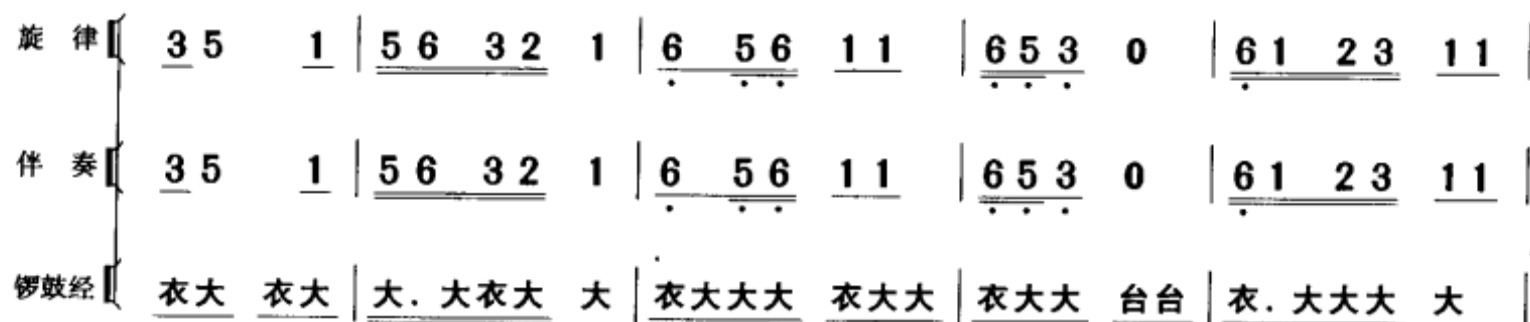 旋 律 3 5 1 | 5 6 3 2 1 | 6 5 6 1 1 | 6 5 3 0 | 6 1 2 3 1 1 |
伴 奏 3 5 1 | 5 6 3 2 1 | 6 5 6 1 1 | 6 5 3 0 | 6 1 2 3 1 1 |
锣鼓经 衣大 衣大 | 大. 大衣大 大 | 衣大大大 衣大大 | 衣大大 台台 | 衣. 大大大 大 |